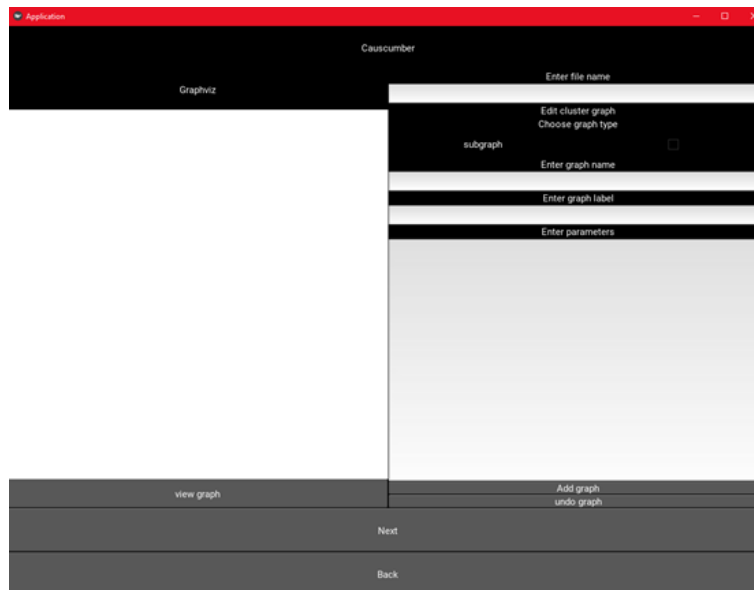 Application
Causcumber
Graphviz
Enter file name
Edit cluster graph
Choose graph type
subgraph
Enter graph name
Enter graph label
Enter parameters
view graph
Add graph
undo graph
Next
Back